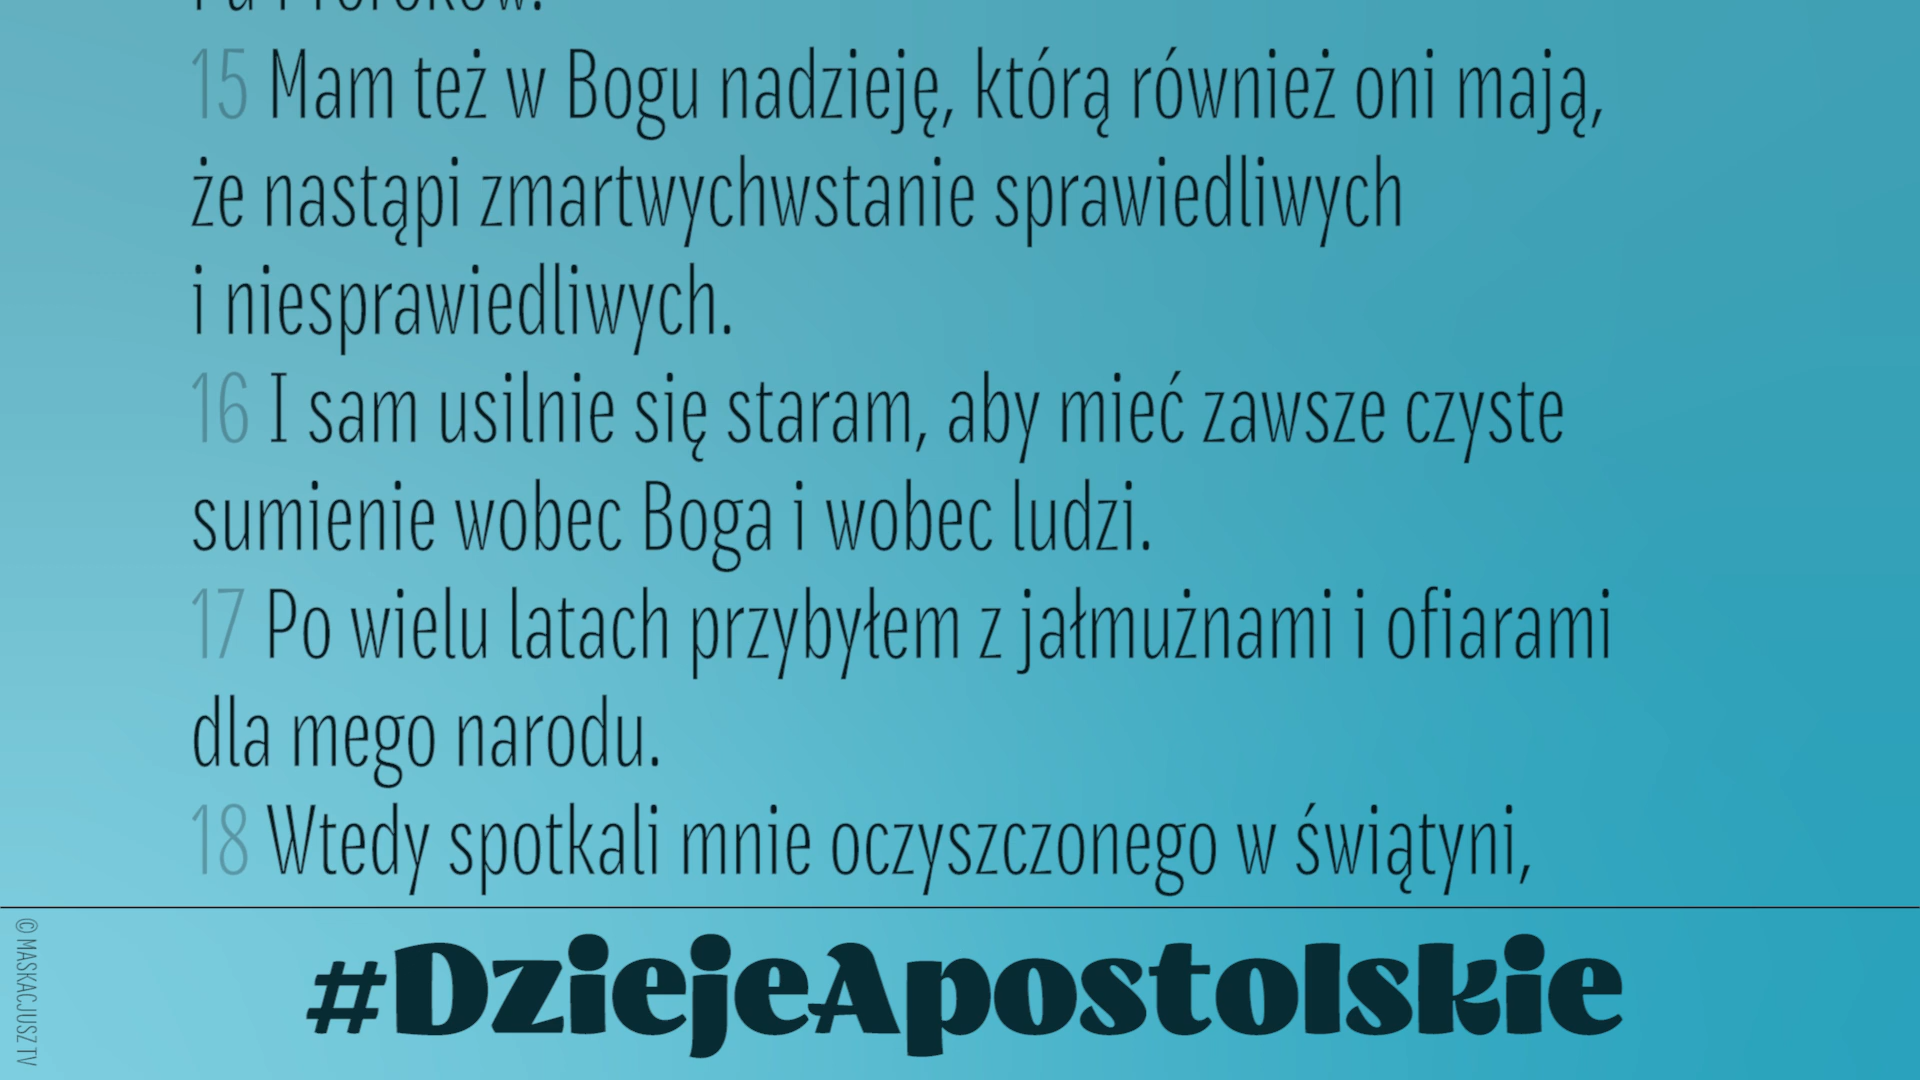 15 Mam też w Bogu nadzieję, którą również oni mają,
że nastąpi zmartwychwstanie sprawiedliwych
i niesprawiedliwych.
16 I sam usilnie się staram, aby mieć zawsze czyste
sumienie wobec Boga i wobec ludzi.
17 Po wielu latach przybyłem z jałmużnami i ofiarami
dla mego narodu.
18 Wtedy spotkali mnie oczyszczonego w świątyni,
#DziejeApostolskie
© MASKACJUSZ TV